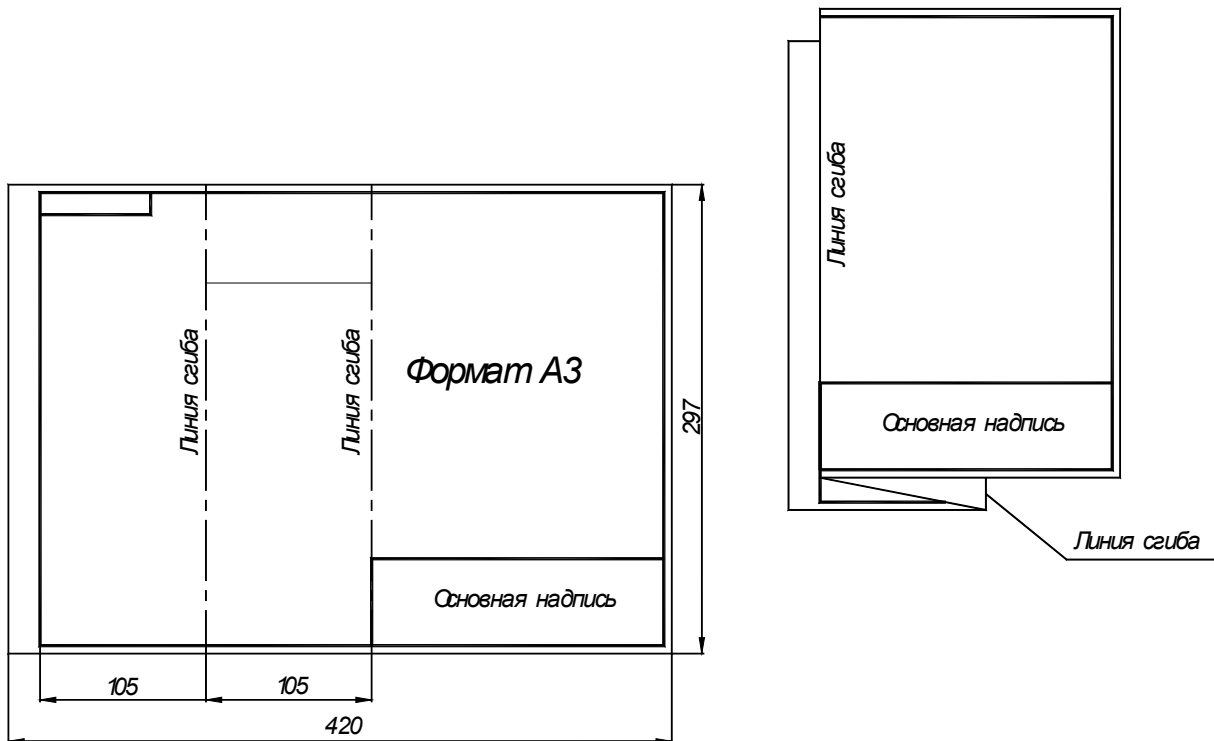 Линия сгиба
Линия сгиба
Формат А3
297
Основная надпись
105
105
420
Линия сгиба
Основная надпись
Линия сгиба